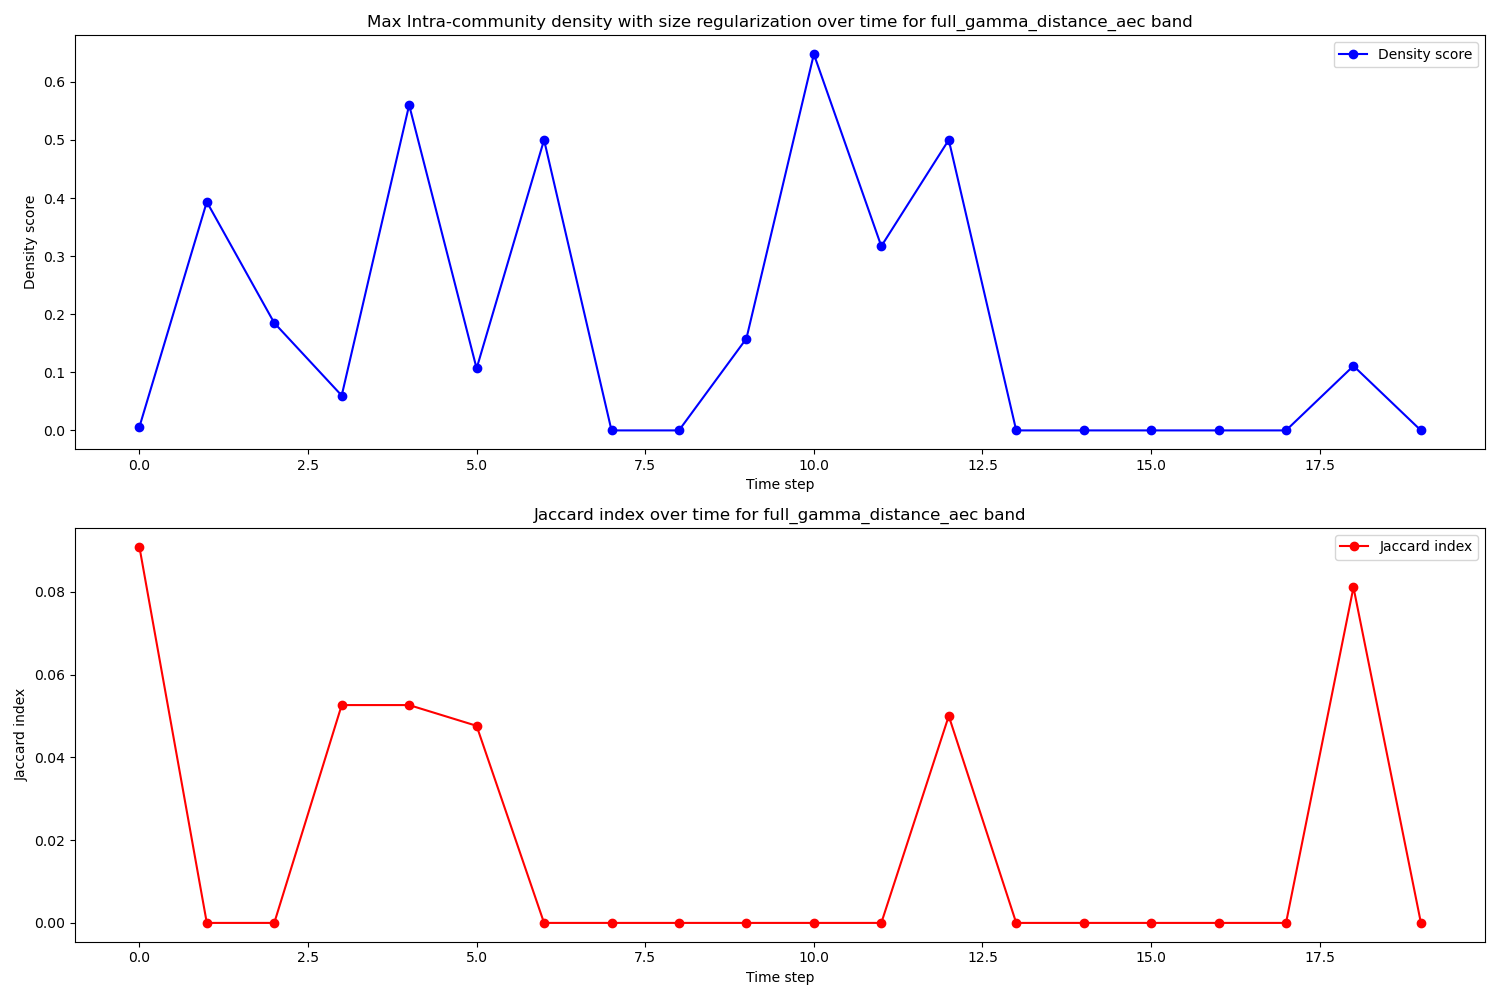 Max Intra-community density with size regularization over time for full_gamma_distance_aec band
Density score
Density score
0.6
0.5
0.4
0.3
0.2
0.1
0.0
0.0 2.5 5.0 7.5 10.0 12.5 15.0 17.5
Time step
Jaccard index over time for full_gamma_distance_aec band
Jaccard index
Jaccard index
0.08
0.06
0.04
0.02
0.00
0.0 2.5 5.0 7.5 10.0 12.5 15.0 17.5
Time step